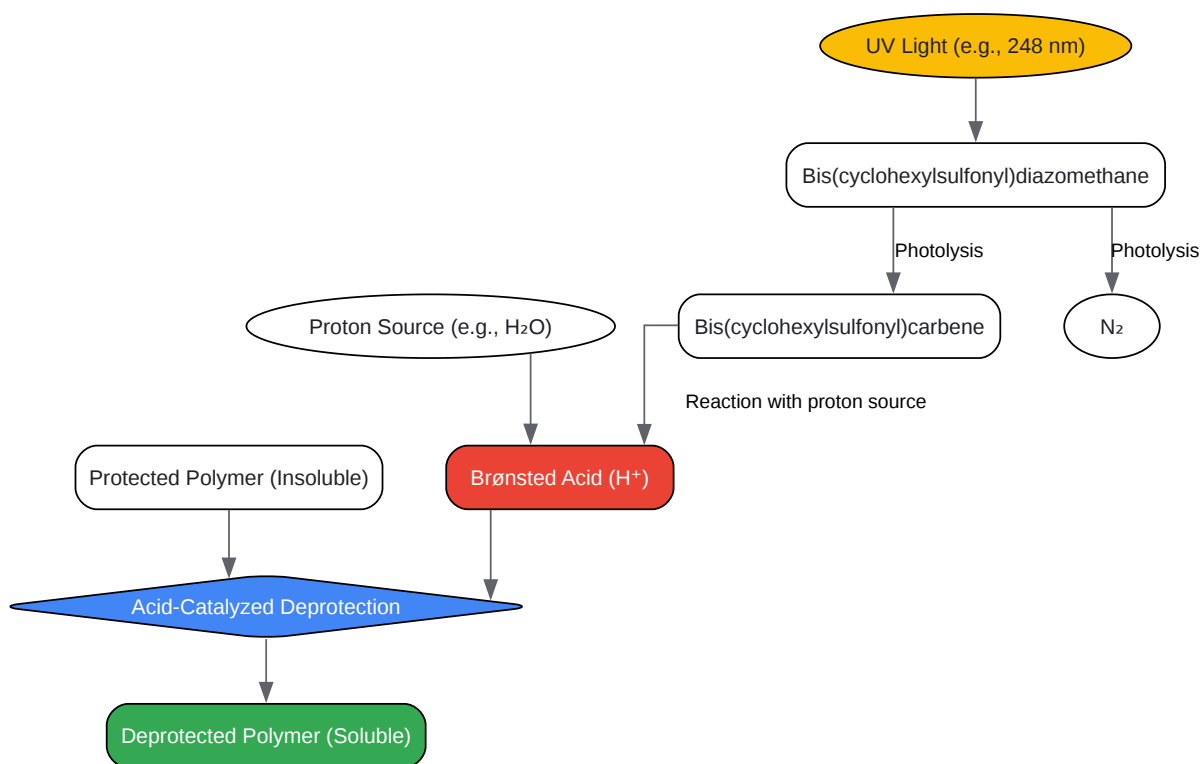 UV Light (e.g., 248 nm)
Bis(cyclohexylsulfonyl)diazomethane
Photolysis
Photolysis
Proton Source (e.g., H₂O)
Bis(cyclohexylsulfonyl)carbene
N₂
Reaction with proton source
Protected Polymer (Insoluble)
Brønsted Acid (H⁺)
Acid-Catalyzed Deprotection
Deprotected Polymer (Soluble)